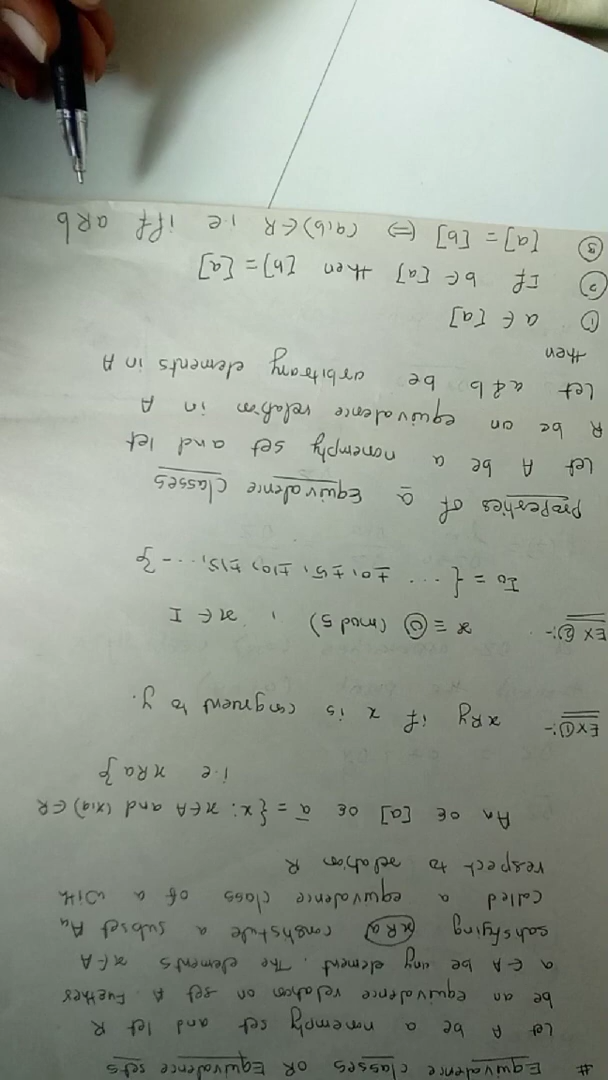 # Equivalence classes OR Equivalence sets
Let A be a nonempty set and let R
be an equivalence relation on set A Further
a ∈ A be any element. The elements x ∈ A
satisfying xRa constitute a subset Aa
called a equivalence class of a with
respect to relation R
Aa or [a] or ā = {x : x ∈ A and (x,a) ∈ R
i.e xRa}
Ex①:- xRy if x is congruent to y.
Ex②:- x ≡ 0 (mod 5) , x ∈ I
I0 = { ... ±0, ±5, ±10, ±15, ...}
properties of a Equivalence classes
Let A be a nonempty set and let
R be an equivalence relation in A
Let a & b be arbitrary elements in A
then
① a ∈ [a]
② If b ∈ [a] then [b] = [a]
③ [a] = [b] ⇔ (a,b) ∈ R i.e iff aRb